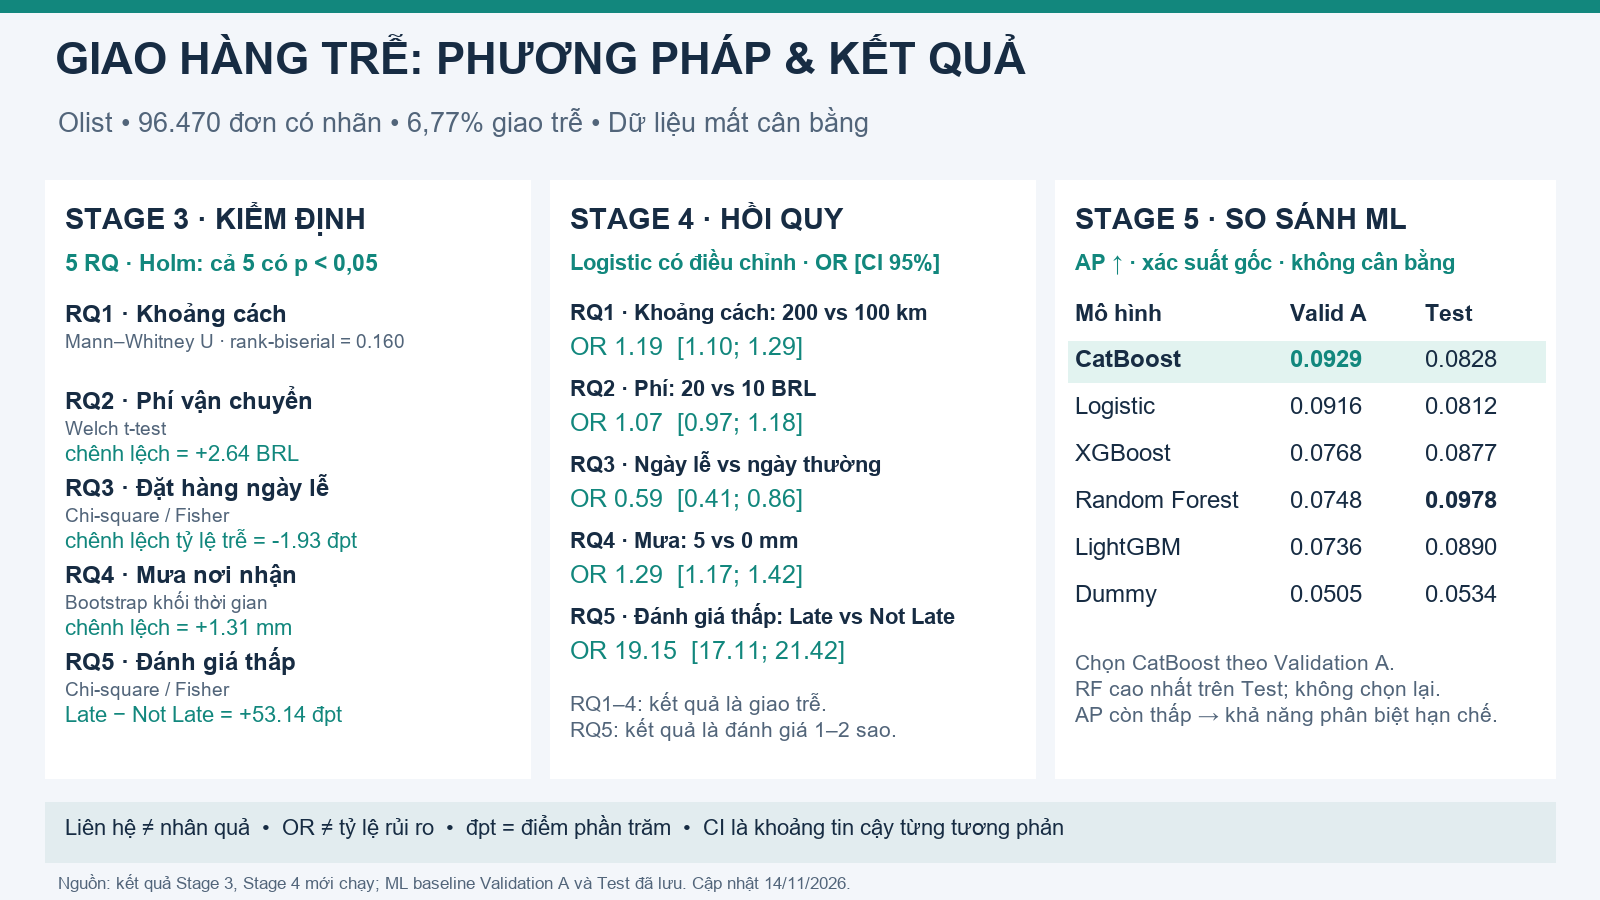 GIAO HÀNG TRỄ: PHƯƠNG PHÁP & KẾT QUẢ
Olist • 96.470 đơn có nhãn • 6,77% giao trễ • Dữ liệu mất cân bằng
STAGE 3 · KIỂM ĐỊNH
5 RQ · Holm: cả 5 có p < 0,05
RQ1 · Khoảng cách
Mann–Whitney U · rank-biserial = 0.160
RQ2 · Phí vận chuyển
Welch t-test
chênh lệch = +2.64 BRL
RQ3 · Đặt hàng ngày lễ
Chi-square / Fisher
chênh lệch tỷ lệ trễ = -1.93 đpt
RQ4 · Mưa nơi nhận
Bootstrap khối thời gian
chênh lệch = +1.31 mm
RQ5 · Đánh giá thấp
Chi-square / Fisher
Late − Not Late = +53.14 đpt
STAGE 4 · HỒI QUY
Logistic có điều chỉnh · OR [CI 95%]
RQ1 · Khoảng cách: 200 vs 100 km
OR 1.19 [1.10; 1.29]
RQ2 · Phí: 20 vs 10 BRL
OR 1.07 [0.97; 1.18]
RQ3 · Ngày lễ vs ngày thường
OR 0.59 [0.41; 0.86]
RQ4 · Mưa: 5 vs 0 mm
OR 1.29 [1.17; 1.42]
RQ5 · Đánh giá thấp: Late vs Not Late
OR 19.15 [17.11; 21.42]
RQ1–4: kết quả là giao trễ.
RQ5: kết quả là đánh giá 1–2 sao.
STAGE 5 · SO SÁNH ML
AP ↑ · xác suất gốc · không cân bằng
Mô hình Valid A Test
CatBoost 0.0929 0.0828
Logistic 0.0916 0.0812
XGBoost 0.0768 0.0877
Random Forest 0.0748 0.0978
LightGBM 0.0736 0.0890
Dummy 0.0505 0.0534
Chọn CatBoost theo Validation A.
RF cao nhất trên Test; không chọn lại.
AP còn thấp → khả năng phân biệt hạn chế.
Liên hệ ≠ nhân quả • OR ≠ tỷ lệ rủi ro • đpt = điểm phần trăm • CI là khoảng tin cậy từng tương phản
Nguồn: kết quả Stage 3, Stage 4 mới chạy; ML baseline Validation A và Test đã lưu. Cập nhật 14/11/2026.